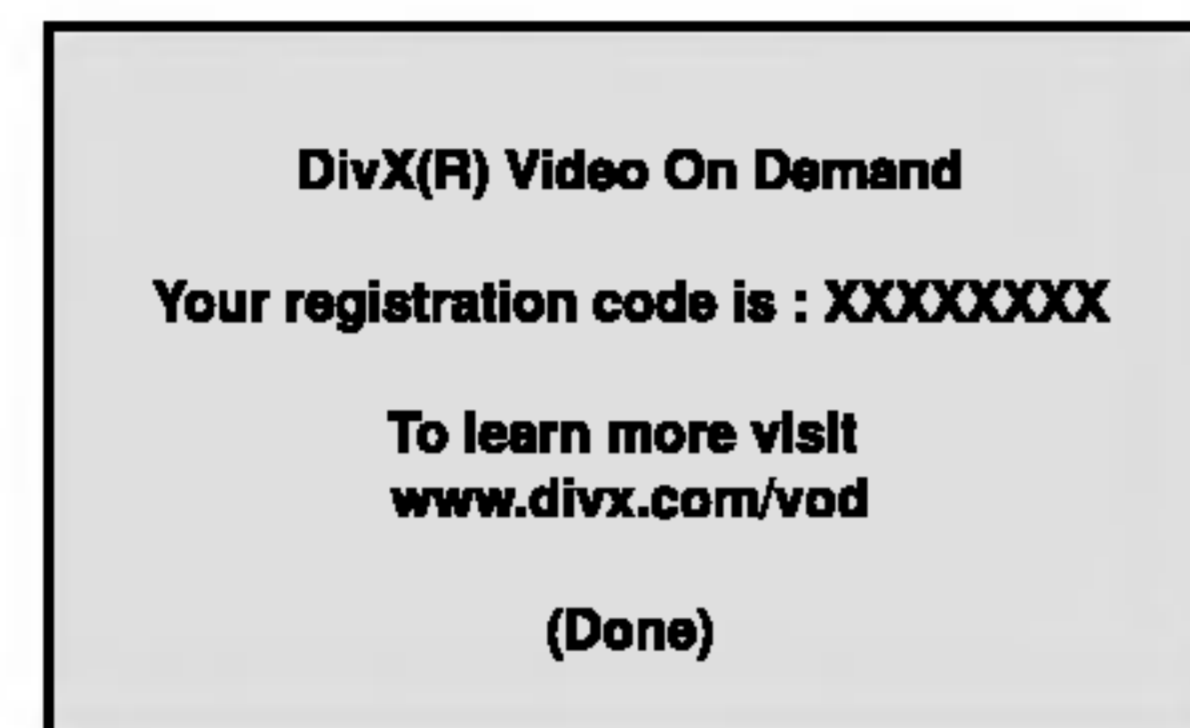 DivX(R) Video On Demand
Your registration code is : XXXXXXXX
To learn more visit
www.divx.com/vod
(Done)